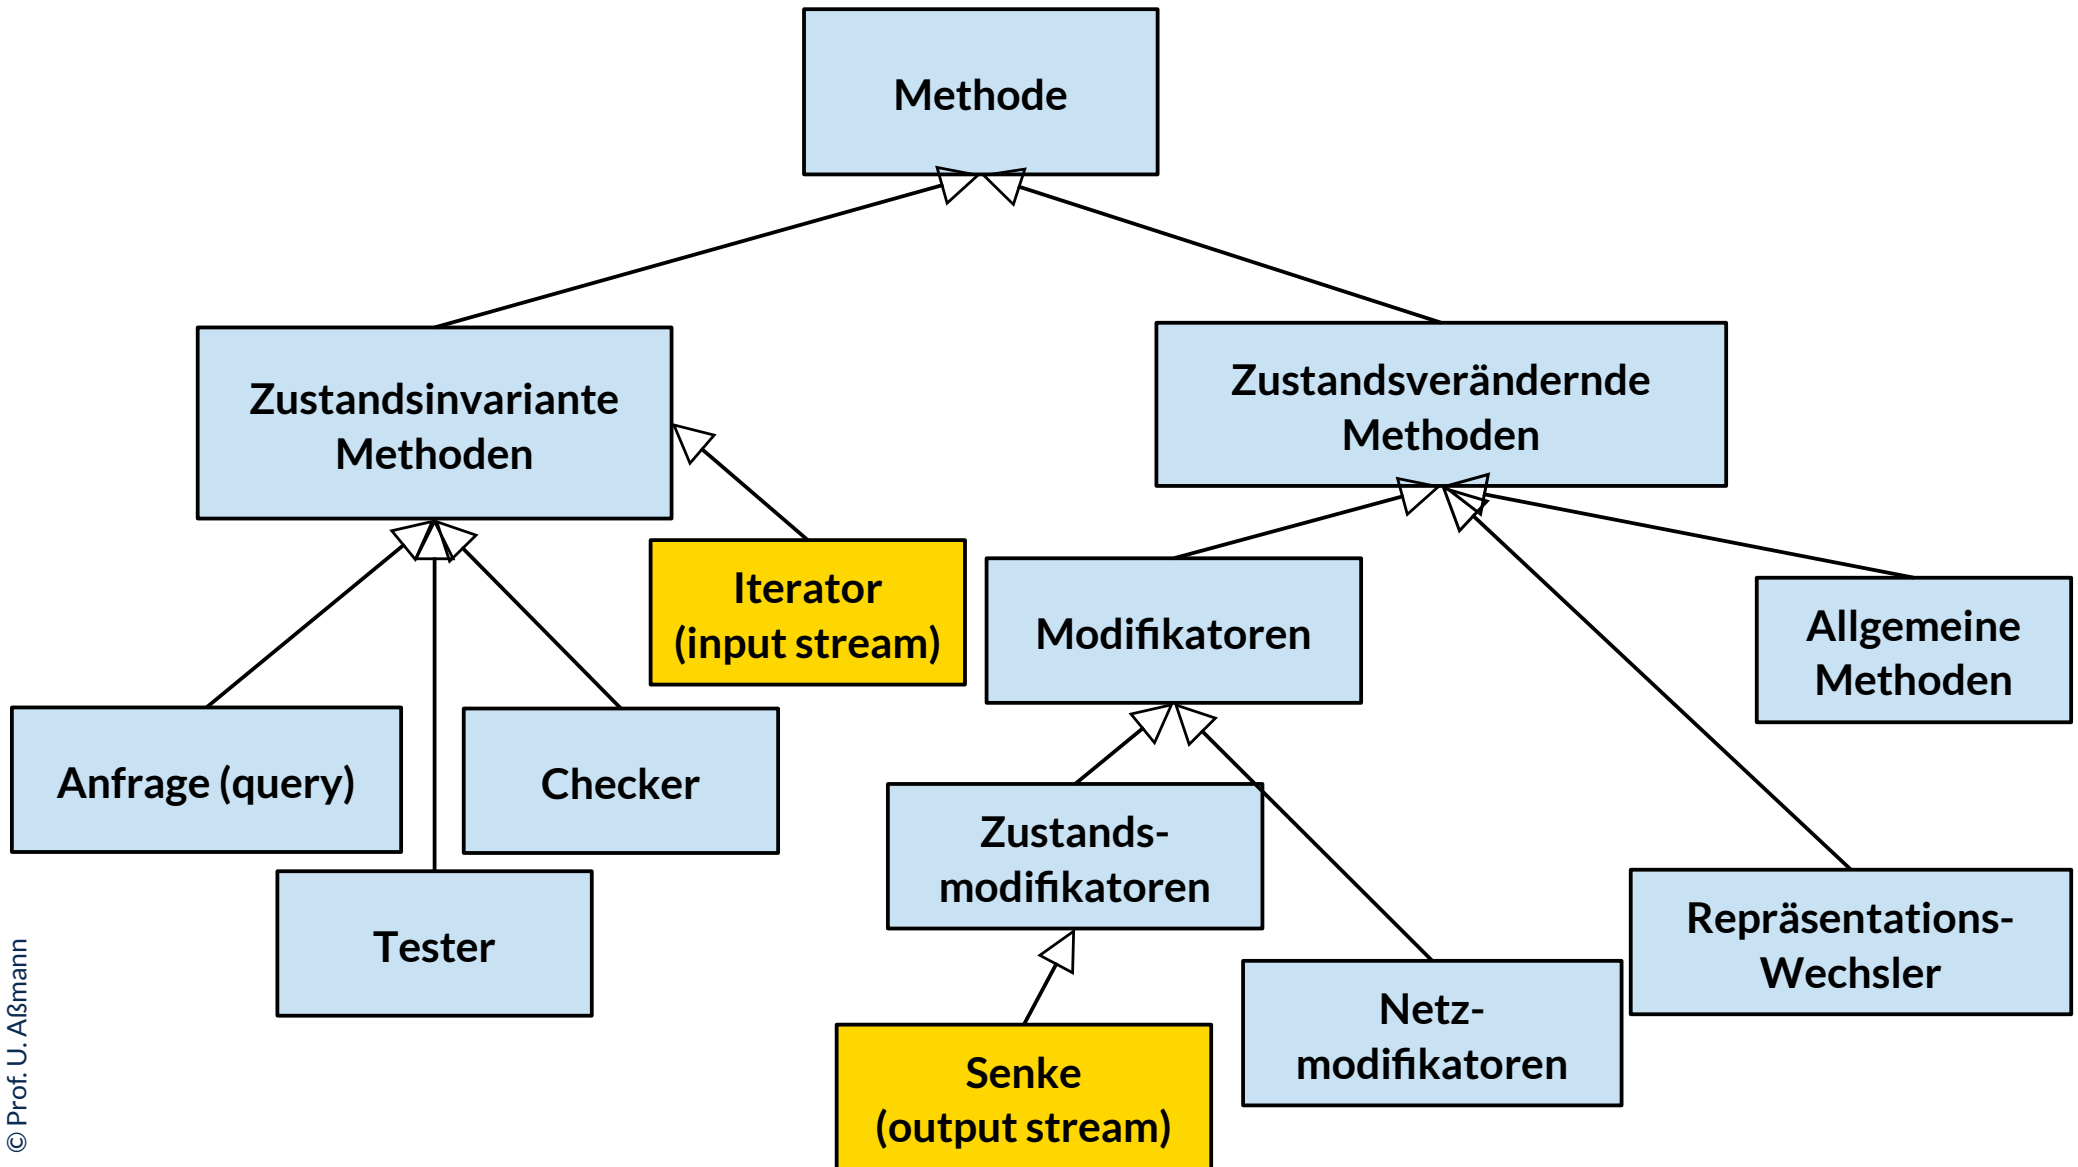 Methode
Zustandsinvariante
Methoden
Zustandsverändernde
Methoden
Iterator
(input stream)
Modifikatoren
Allgemeine
Methoden
Anfrage (query)
Checker
Tester
Zustands-
modifikatoren
Repräsentations-
Wechsler
Netz-
modifikatoren
Senke
(output stream)
© Prof. U. Aßmann